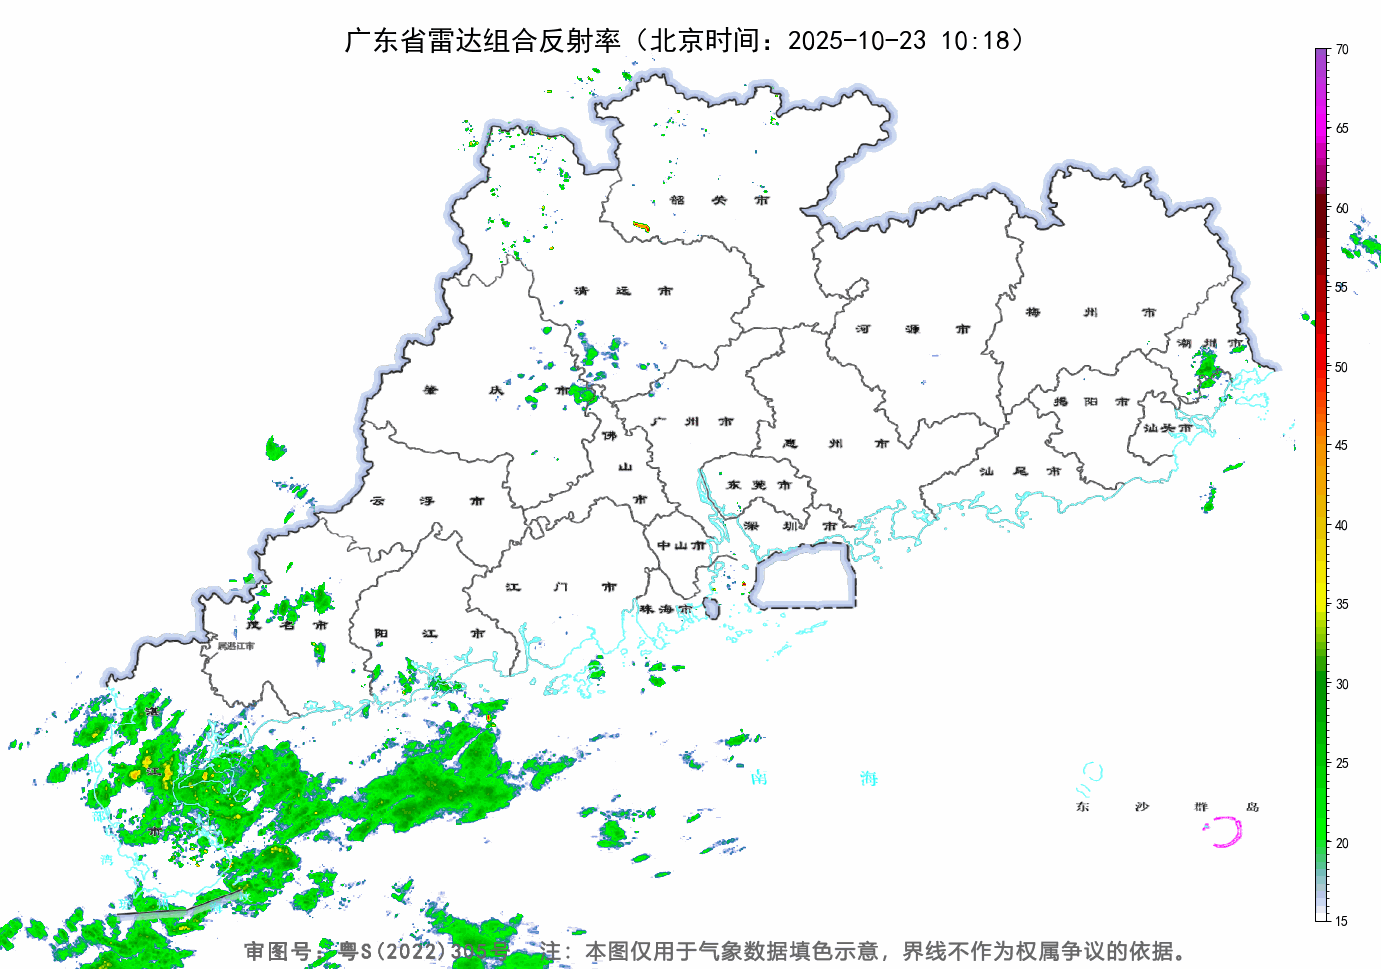 广东省雷达组合反射率（北京时间：2025-10-23 10:18）
70
65
60
55
50
45
40
35
30
25
20
15
韶关市
清远市
河源市
梅州市
潮州市
肇庆市
广州市
惠州市
揭阳市
汕头市
佛山市
云浮市
东莞市
汕尾市
深圳市
中山市
江门市
珠海市
茂名市
阳江市
属湛江市
湛江市
南海
东沙群岛
湾
审图号：粤S(2022)305号 注：本图仅用于气象数据填色示意，界线不作为权属争议的依据。